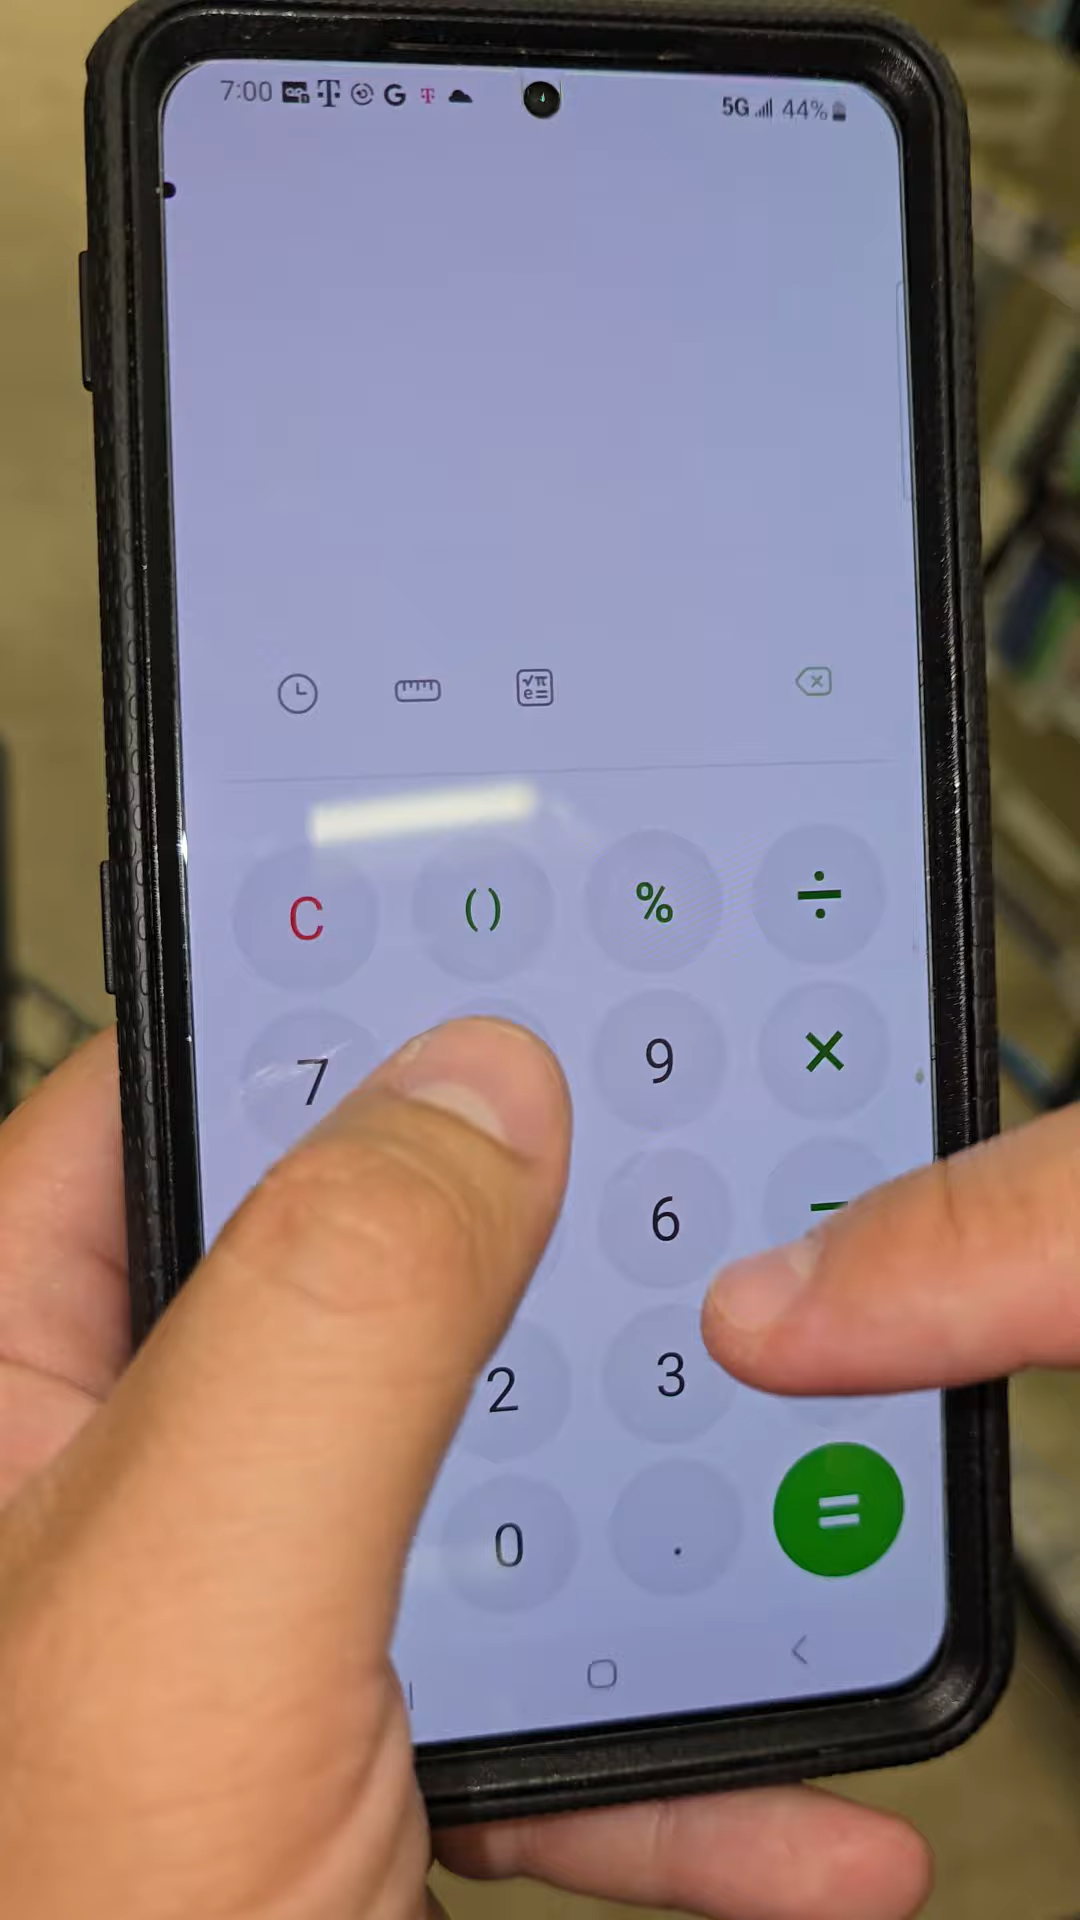 7:00 T G T 5G 44%
√π
e=
C () % ÷
7 9 ×
6 −
2 3
0 . =